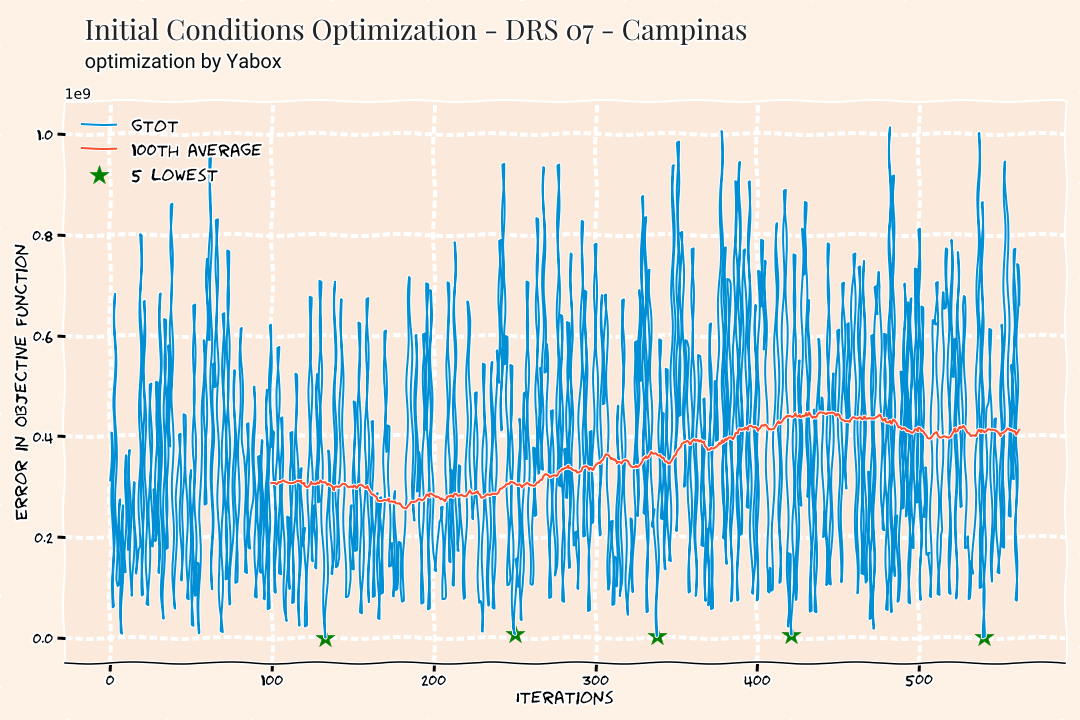 Initial Conditions Optimization - DRS 07 - Campinas
optimization by Yabox
1e9
GTOT
100TH AVERAGE
5 LOWEST
1.0
0.8
0.6
0.4
0.2
0.0
ERROR IN OBJECTIVE FUNCTION
0 100 200 300 400 500
ITERATIONS